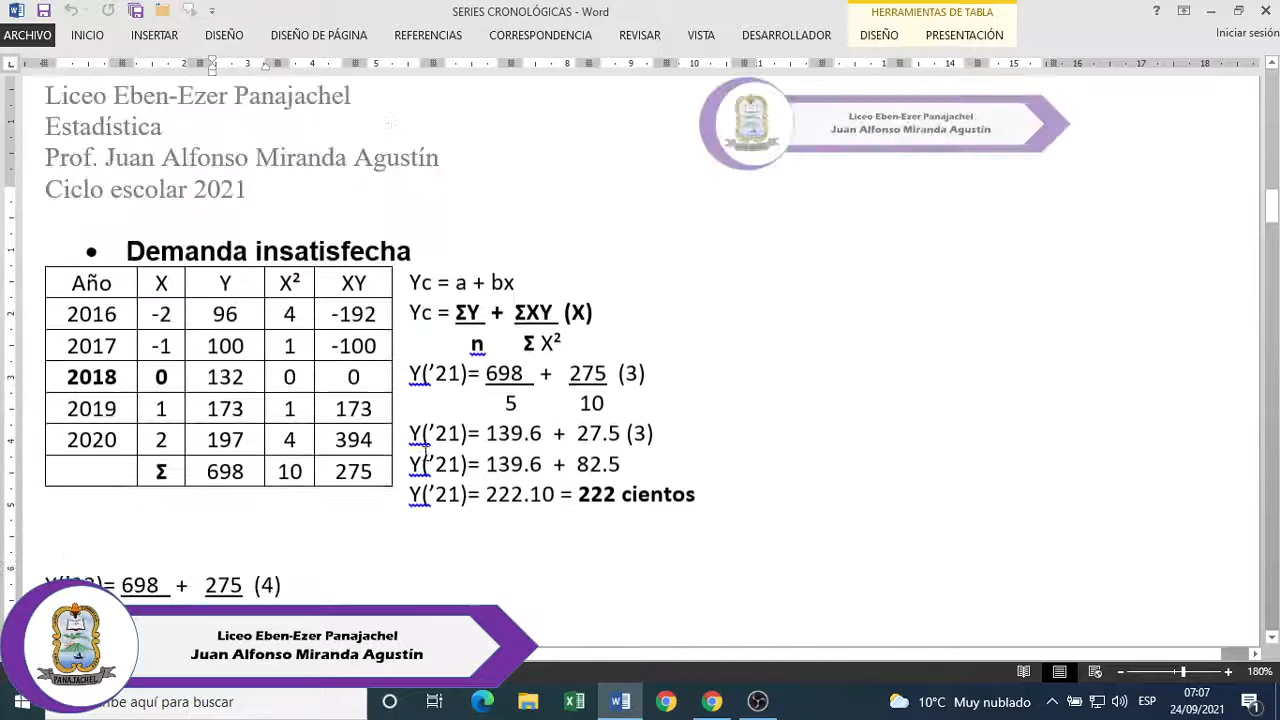 SERIES CRONOLÓGICAS - Word
HERRAMIENTAS DE TABLA
ARCHIVO INICIO INSERTAR DISEÑO DISEÑO DE PÁGINA REFERENCIAS CORRESPONDENCIA REVISAR VISTA DESARROLLADOR DISEÑO PRESENTACIÓN
Iniciar sesión
Liceo Eben-Ezer Panajachel
Estadística
Prof. Juan Alfonso Miranda Agustín
Ciclo escolar 2021
Liceo Eben-Ezer Panajachel
Juan Alfonso Miranda Agustín
• Demanda insatisfecha
Año X Y X² XY
2016 -2 96 4 -192
2017 -1 100 1 -100
2018 0 132 0 0
2019 1 173 1 173
2020 2 197 4 394
Σ 698 10 275
Yc = a + bx
Yc = ΣY + ΣXY (X)
n Σ X²
Y('21)= 698 + 275 (3)
5 10
Y('21)= 139.6 + 27.5 (3)
Y('21)= 139.6 + 82.5
Y('21)= 222.10 = 222 cientos
698 + 275 (4)
Liceo Eben-Ezer Panajachel
Juan Alfonso Miranda Agustín
PANAJACHEL
180%
aquí para buscar
10°C Muy nublado
ESP
07:07
24/09/2021